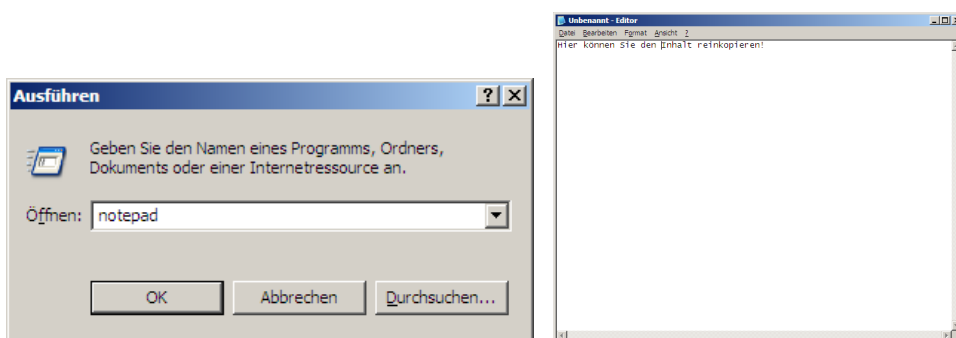 Ausführen
Geben Sie den Namen eines Programms, Ordners,
Dokuments oder einer Internetressource an.
Öffnen: notepad
OK Abbrechen Durchsuchen...
Unbenannt - Editor
Datei Bearbeiten Format Ansicht ?
Hier können Sie den Inhalt reinkopieren!